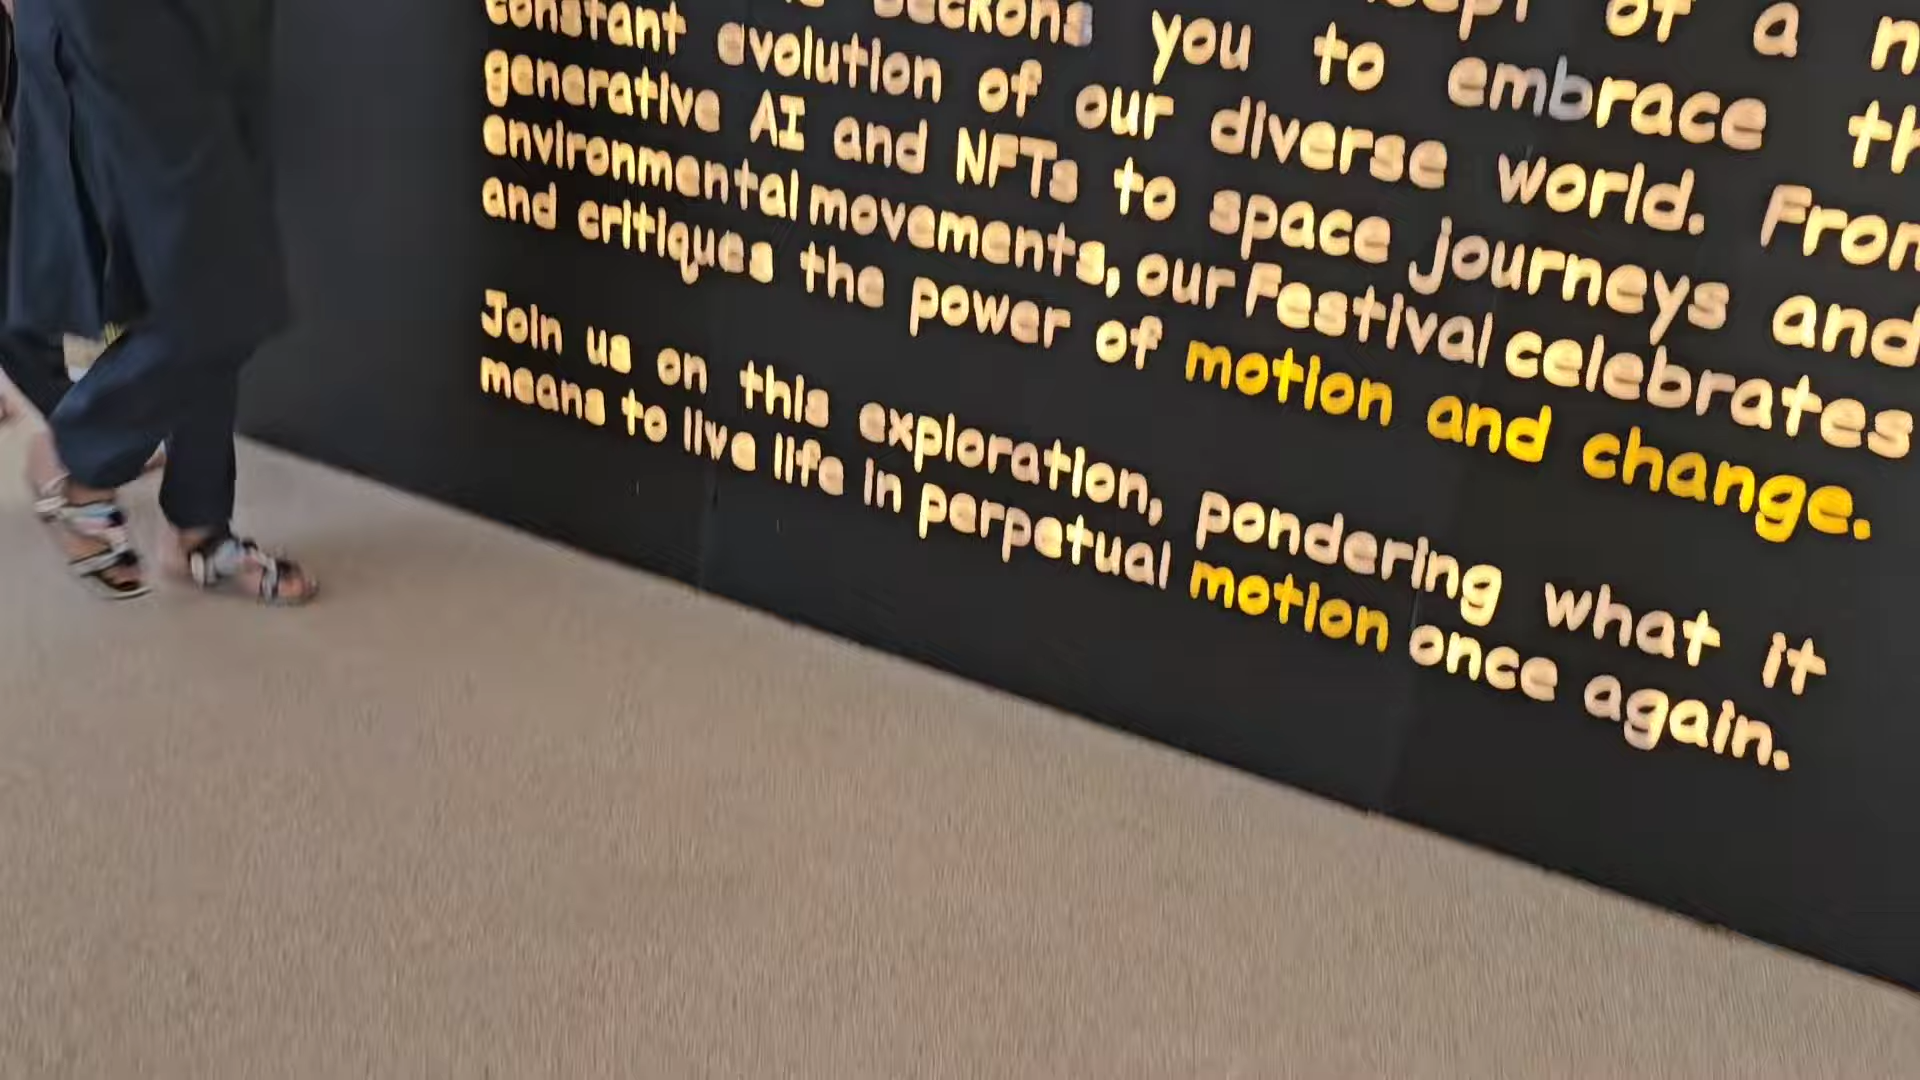 beckons you to embrace
of a
constant evolution of our diverse world.
generative AI and NFTs to space journeys and
environmental movements, our Festival celebrates
and critiques the power of motion and change.
Join us on this exploration, pondering what it
means to live life in perpetual motion once again.